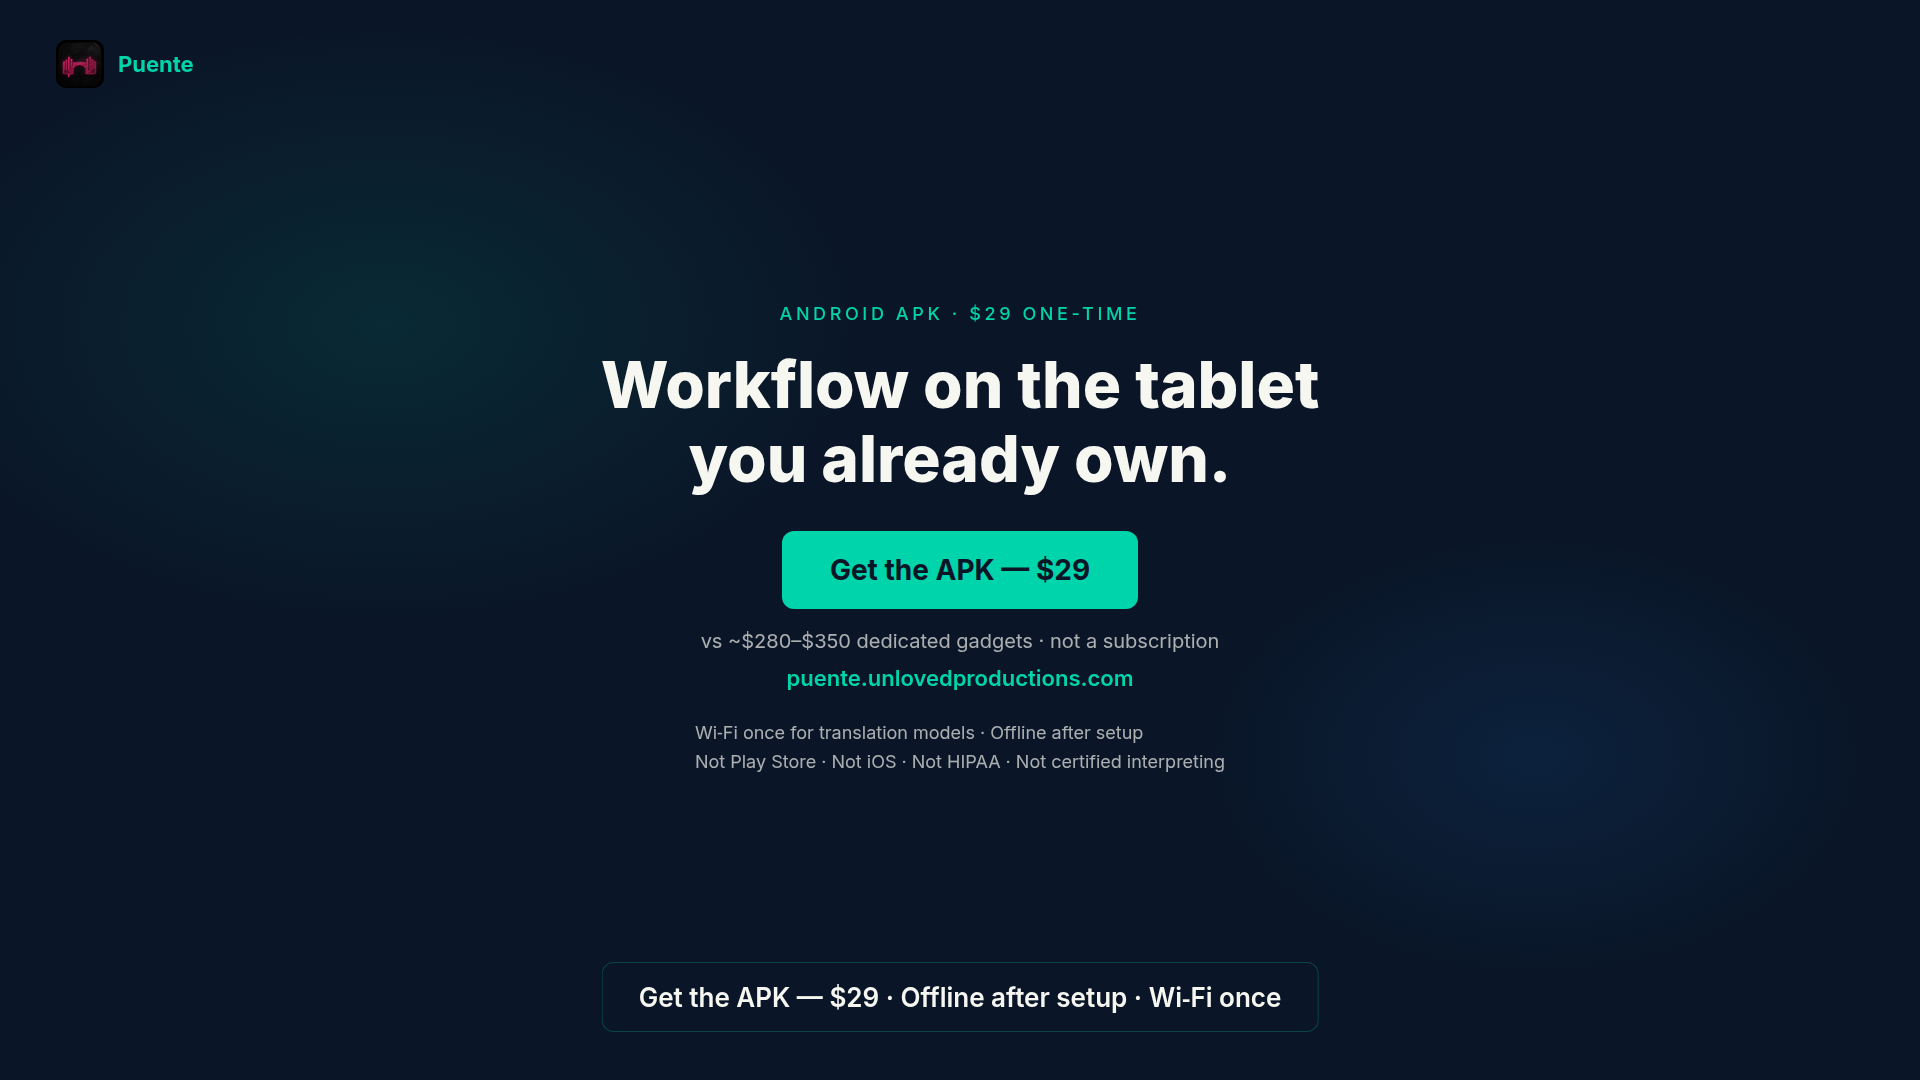 Puente
ANDROID APK · $29 ONE-TIME
Workflow on the tablet
you already own.
Get the APK — $29
vs ~$280–$350 dedicated gadgets · not a subscription
puente.unlovedproductions.com
Wi-Fi once for translation models · Offline after setup
Not Play Store · Not iOS · Not HIPAA · Not certified interpreting
Get the APK — $29 · Offline after setup · Wi-Fi once